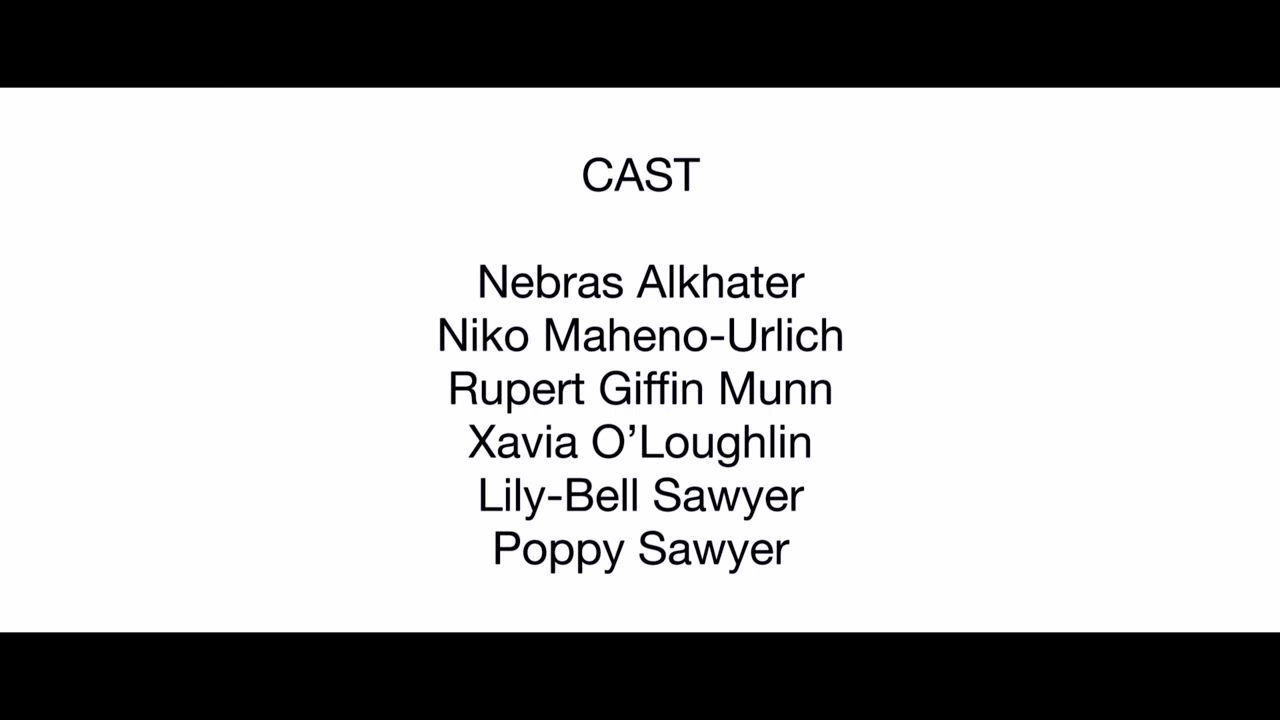 CAST
Nebras Alkhater
Niko Maheno-Urlich
Rupert Giffin Munn
Xavia O’Loughlin
Lily-Bell Sawyer
Poppy Sawyer